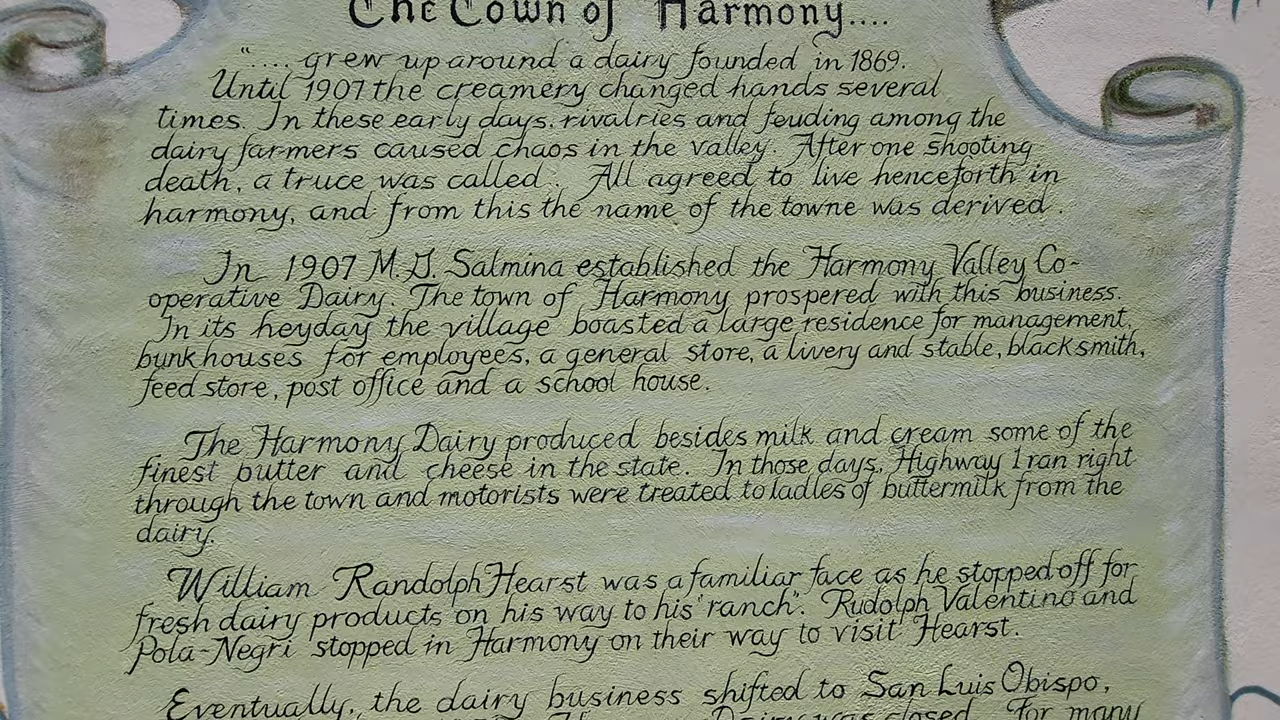 The Town of Harmony....
".... grew up around a dairy founded in 1869.
Until 1907 the creamery changed hands several
times. In these early days, rivalries and feuding among the
dairy farmers caused chaos in the valley. After one shooting
death, a truce was called. All agreed to live henceforth in
harmony, and from this the name of the towne was derived.
In 1907 M.G. Salmina established the Harmony Valley Co-
operative Dairy. The town of Harmony prospered with this business.
In its heyday the village boasted a large residence for management,
bunkhouses for employees, a general store, a livery and stable, blacksmith,
feed store, post office and a school house.
The Harmony Dairy produced besides milk and cream some of the
finest butter and cheese in the state. In those days, Highway 1 ran right
through the town and motorists were treated to ladles of buttermilk from the
dairy.
William Randolph Hearst was a familiar face as he stopped off for
fresh dairy products on his way to his "ranch". Rudolph Valentino and
Pola-Negri stopped in Harmony on their way to visit Hearst.
Eventually, the dairy business shifted to San Luis Obispo,
Dairy was closed. For many